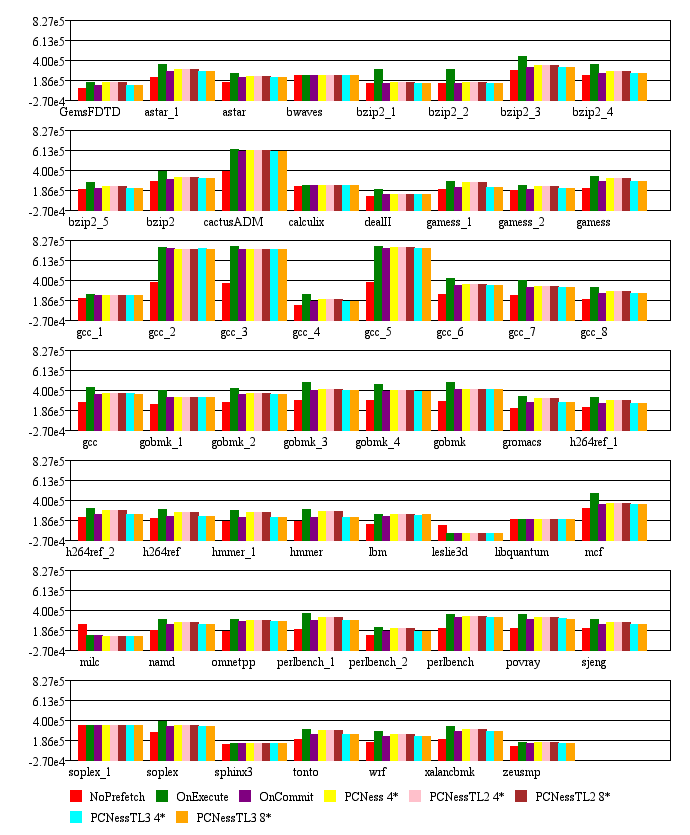 8.27e5
6.13e5
4.00e5
1.86e5
-2.70e4
GemsFDTD astar_1 astar bwaves bzip2_1 bzip2_2 bzip2_3 bzip2_4
8.27e5
6.13e5
4.00e5
1.86e5
-2.70e4
bzip2_5 bzip2 cactusADM calculix dealII gamess_1 gamess_2 gamess
8.27e5
6.13e5
4.00e5
1.86e5
-2.70e4
gcc_1 gcc_2 gcc_3 gcc_4 gcc_5 gcc_6 gcc_7 gcc_8
8.27e5
6.13e5
4.00e5
1.86e5
-2.70e4
gcc gobmk_1 gobmk_2 gobmk_3 gobmk_4 gobmk gromacs h264ref_1
8.27e5
6.13e5
4.00e5
1.86e5
-2.70e4
h264ref_2 h264ref hmmer_1 hmmer lbm leslie3d libquantum mcf
8.27e5
6.13e5
4.00e5
1.86e5
-2.70e4
milc namd omnetpp perlbench_1 perlbench_2 perlbench povray sjeng
8.27e5
6.13e5
4.00e5
1.86e5
-2.70e4
soplex_1 soplex sphinx3 tonto wrf xalancbmk zeusmp
NoPrefetch OnExecute OnCommit PCNess 4* PCNessTL2 4* PCNessTL2 8*
PCNessTL3 4* PCNessTL3 8*